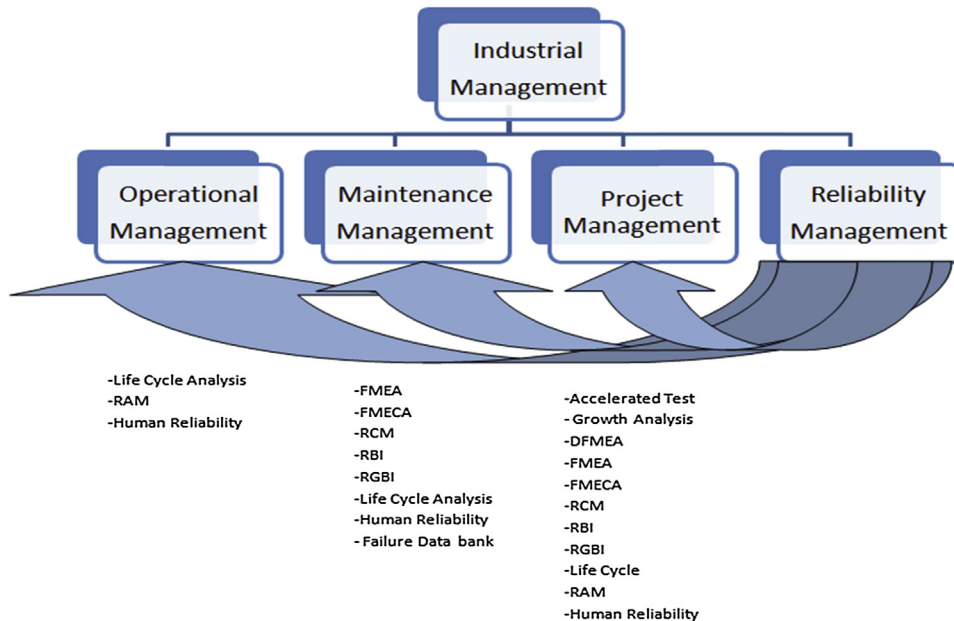 Industrial
Management
Operational
Management
Maintenance
Management
Project
Management
Reliability
Management
-Life Cycle Analysis
-RAM
-Human Reliability
-FMEA
-FMECA
-RCM
-RBI
-RGBI
-Life Cycle Analysis
-Human Reliability
- Failure Data bank
-Accelerated Test
- Growth Analysis
-DFMEA
-FMEA
-FMECA
-RCM
-RBI
-RGBI
-Life Cycle
-RAM
-Human Reliability